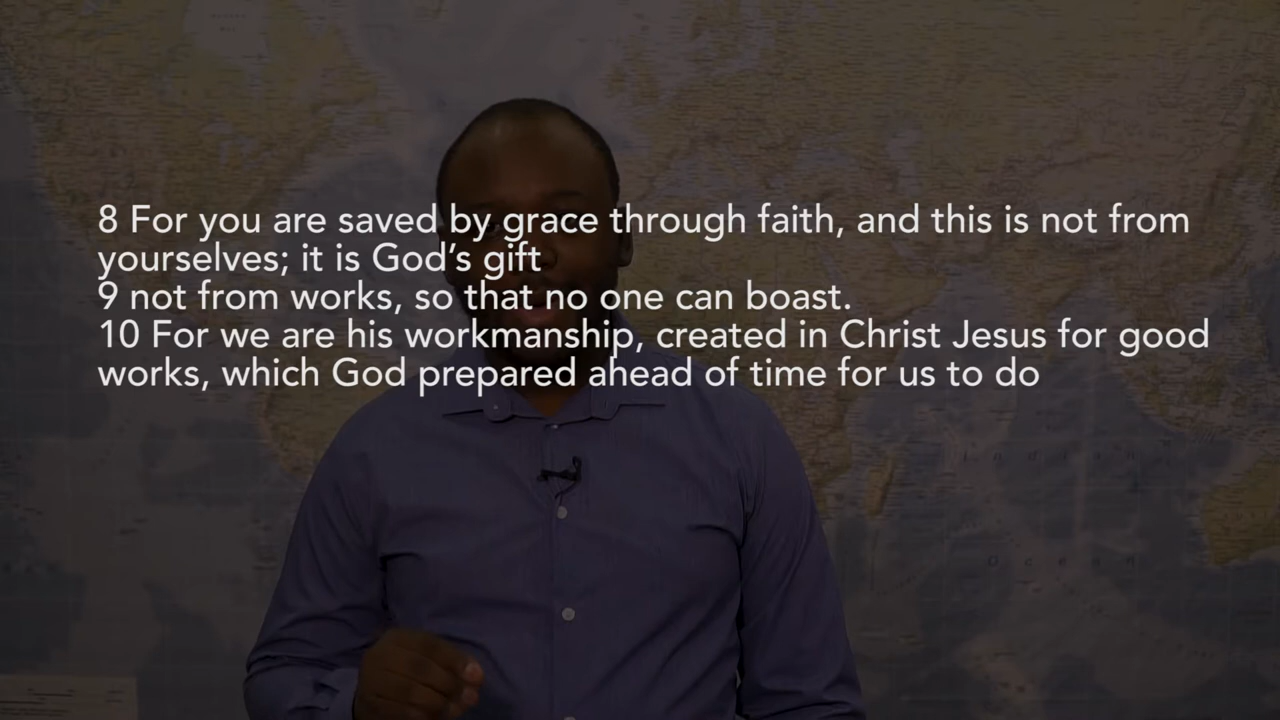 8 For you are saved by grace through faith, and this is not from
yourselves; it is God’s gift
9 not from works, so that no one can boast.
10 For we are his workmanship, created in Christ Jesus for good
works, which God prepared ahead of time for us to do
Indian
Ocean